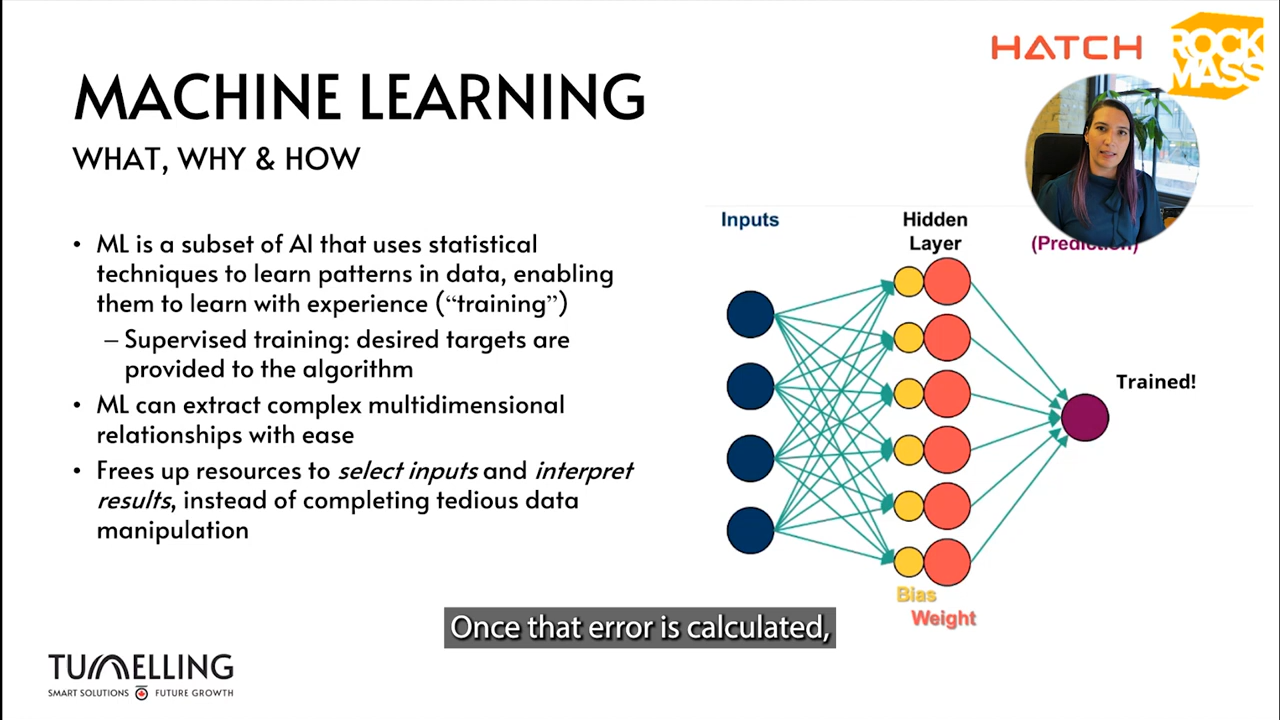 HATCH
ROCK
MASS
MACHINE LEARNING
WHAT, WHY & HOW
• ML is a subset of AI that uses statistical
techniques to learn patterns in data, enabling
them to learn with experience (“training”)
– Supervised training: desired targets are
provided to the algorithm
• ML can extract complex multidimensional
relationships with ease
• Frees up resources to select inputs and interpret
results, instead of completing tedious data
manipulation
Inputs
Hidden
Layer
(Prediction)
Trained!
Bias
Weight
Once that error is calculated,
TUNNELLING
SMART SOLUTIONS FUTURE GROWTH